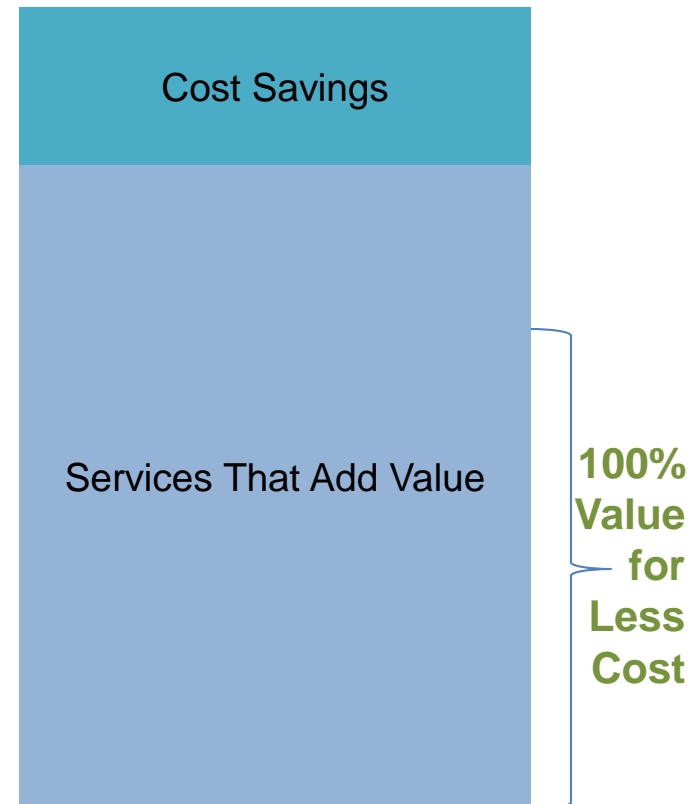 Cost Savings
Services That Add Value
100%
Value
for
Less
Cost